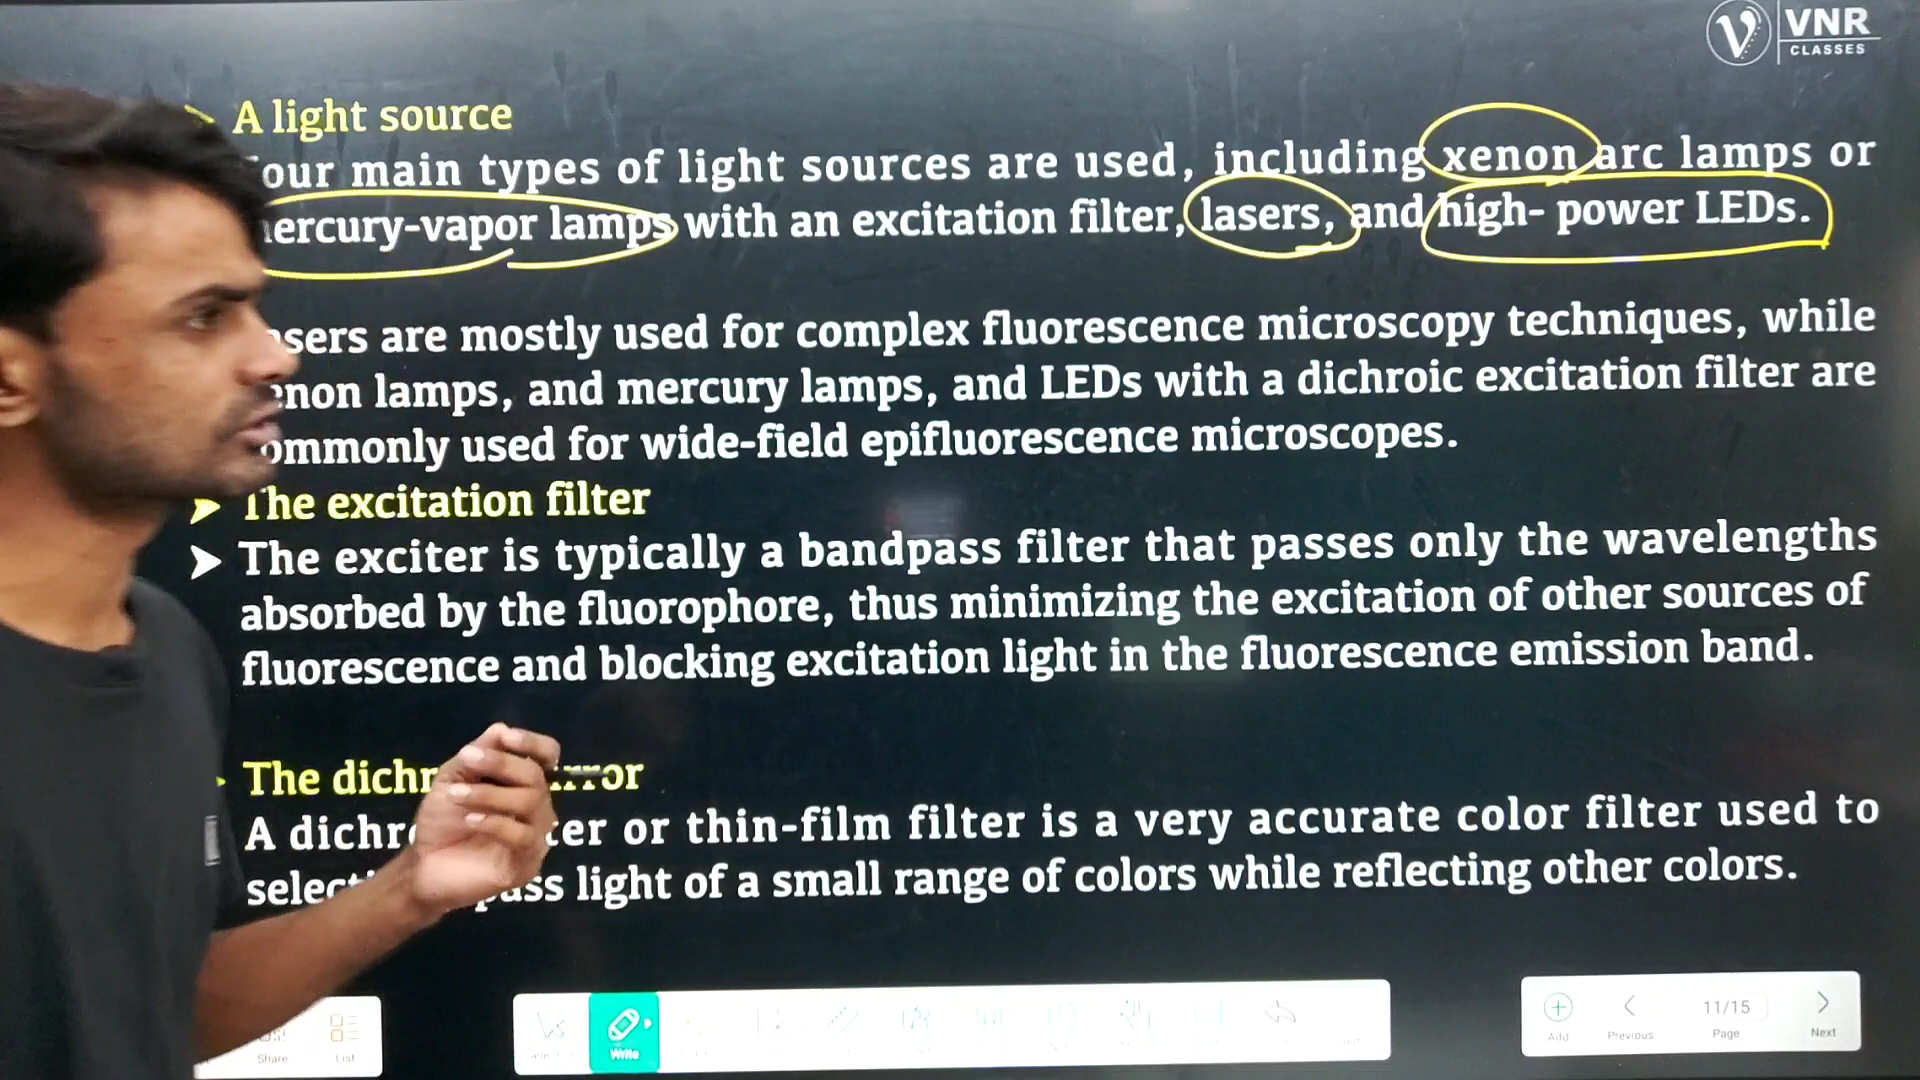 VNR
CLASSES
A light source
our main types of light sources are used, including xenon arc lamps or
ercury-vapor lamps with an excitation filter, lasers, and high- power LEDs.
sers are mostly used for complex fluorescence microscopy techniques, while
non lamps, and mercury lamps, and LEDs with a dichroic excitation filter are
ommonly used for wide-field epifluorescence microscopes.
The excitation filter
The exciter is typically a bandpass filter that passes only the wavelengths
absorbed by the fluorophore, thus minimizing the excitation of other sources of
fluorescence and blocking excitation light in the fluorescence emission band.
The dichr rror
A dichro ter or thin-film filter is a very accurate color filter used to
select pass light of a small range of colors while reflecting other colors.
Share
List
Write
Add
Previous
11/15
Page
Next